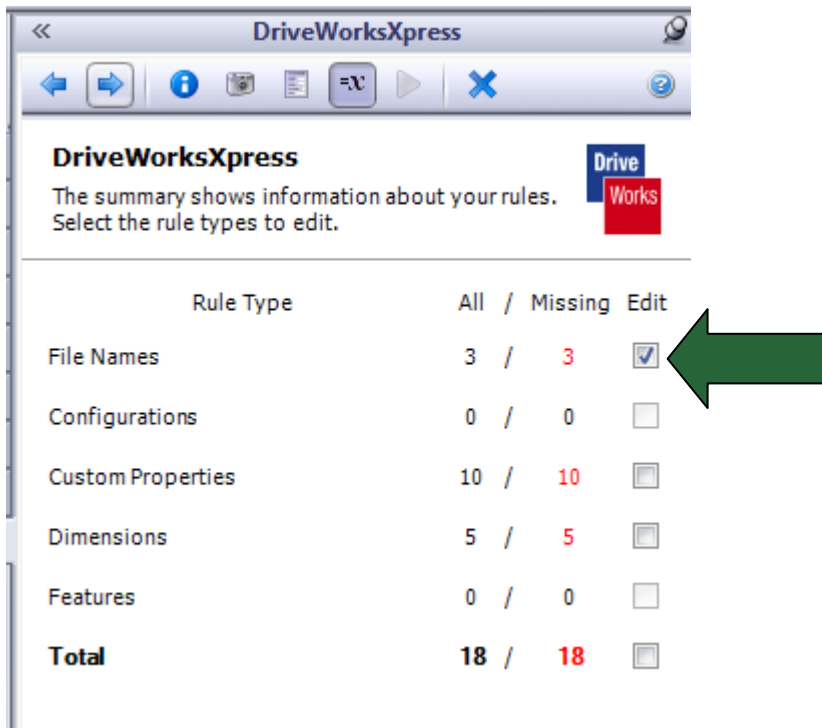 DriveWorksXpress
=x
DriveWorksXpress
The summary shows information about your rules.
Select the rule types to edit.
Drive
Works
Rule Type All / Missing Edit
File Names 3 / 3
Configurations 0 / 0
Custom Properties 10 / 10
Dimensions 5 / 5
Features 0 / 0
Total 18 / 18